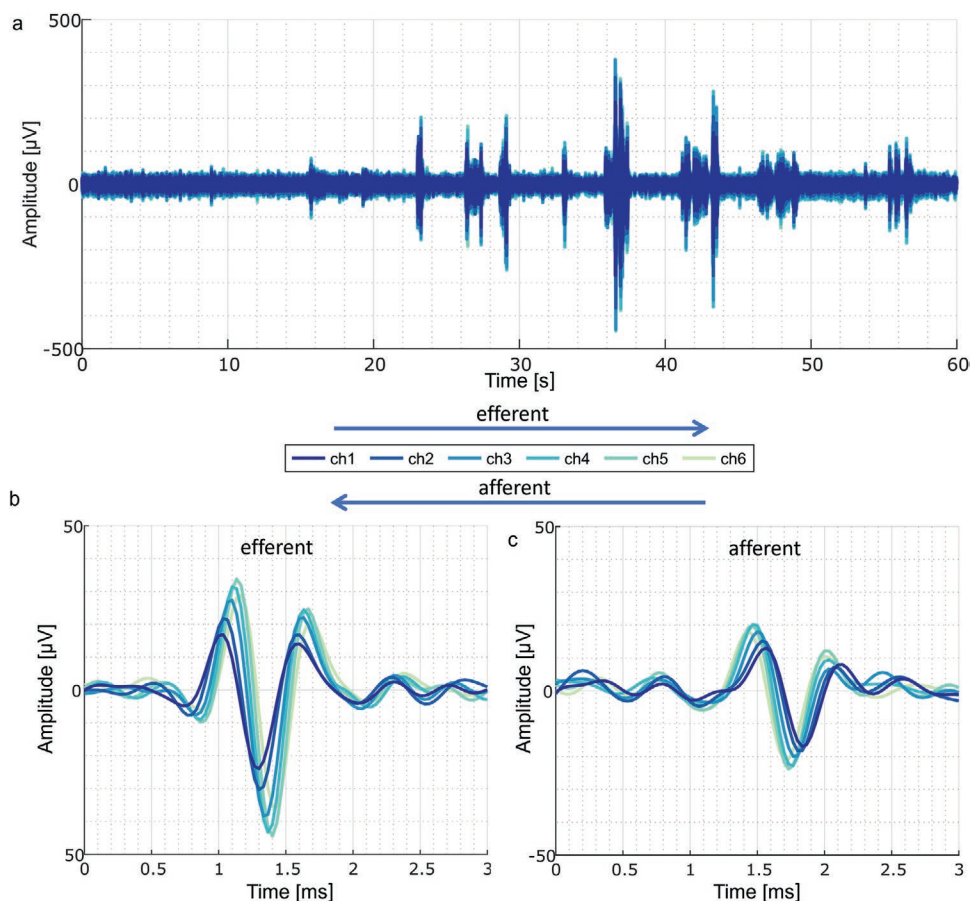 a
500
Amplitude [µV]
0
-500
0 10 20 30 40 50 60
Time [s]
efferent
ch1 ch2 ch3 ch4 ch5 ch6
afferent
b
50
efferent
Amplitude [µV]
0
50
0 0.5 1 1.5 2 2.5 3
Time [ms]
c
50
afferent
Amplitude [µV]
0
-50
0 0.5 1 1.5 2 2.5 3
Time [ms]